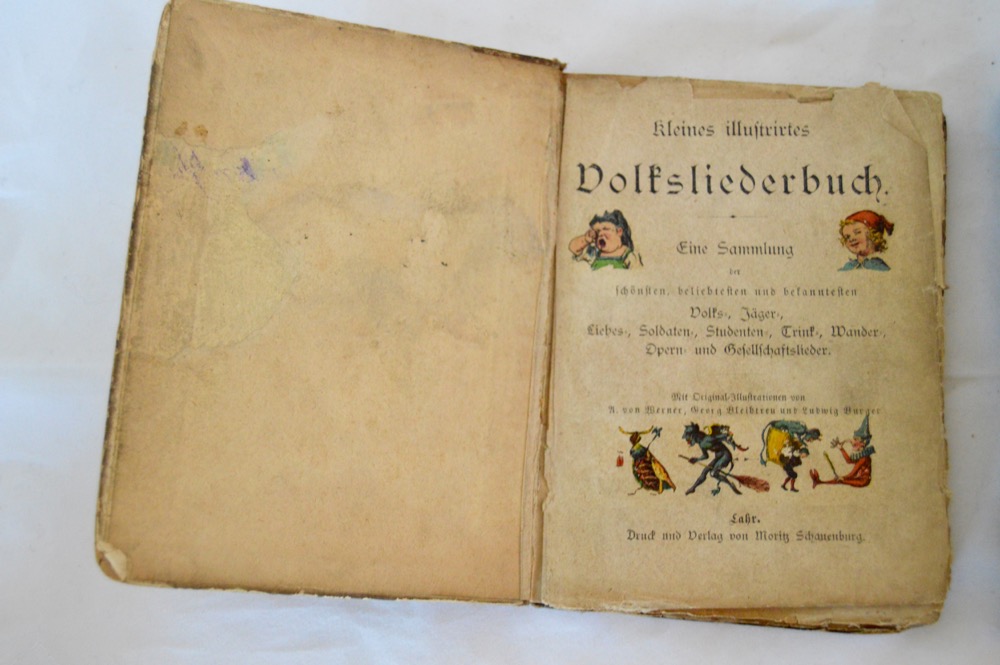 Kleines illustrirtes
Volksliederbuch.
Eine Sammlung
der
schönsten, beliebtesten und bekanntesten
Volks-, Jäger-,
Liebes-, Soldaten-, Studenten-, Trink-, Wander-,
Opern- und Gesellschaftslieder.
Mit Original-Illustrationen von
A. von Werner, Georg Bleibtreu und Ludwig Burger
Lahr.
Druck und Verlag von Moritz Schauenburg.